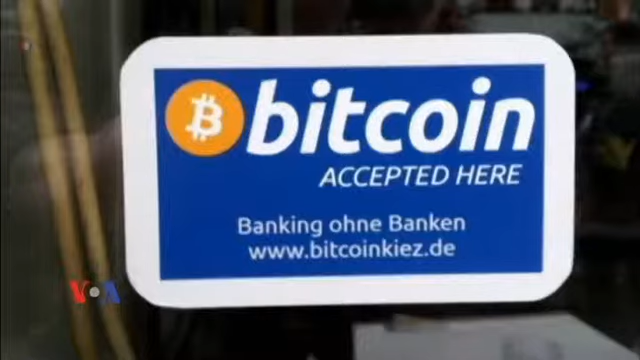 bitcoin
ACCEPTED HERE
Banking ohne Banken
www.bitcoinkiez.de
VOA